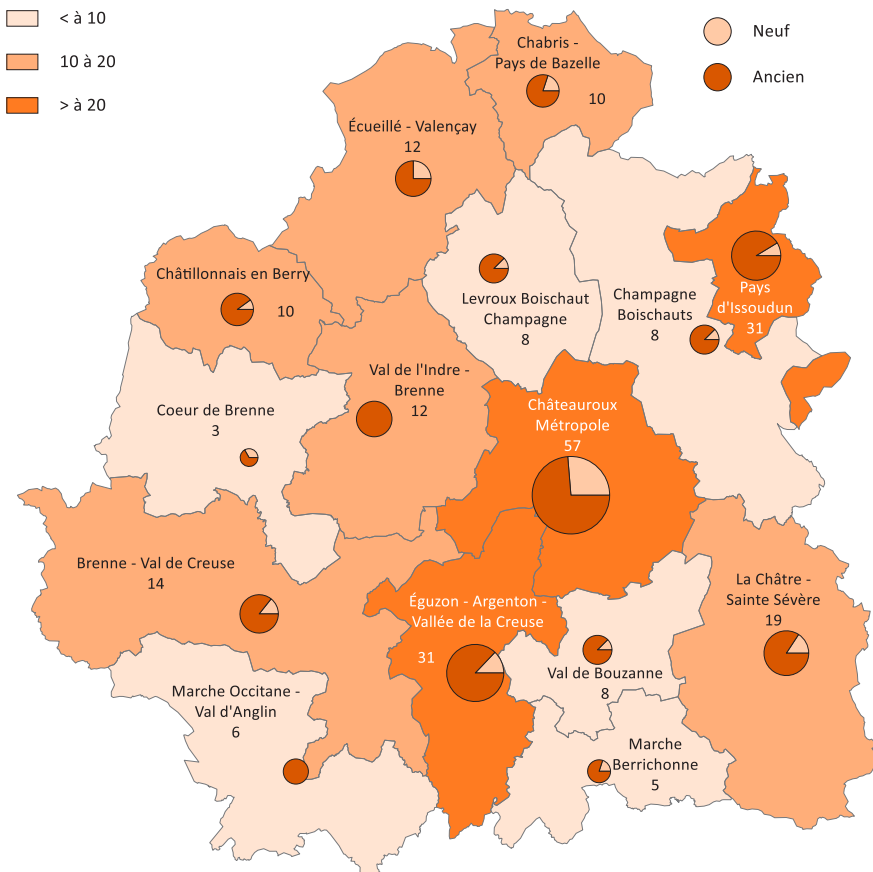 < à 10
10 à 20
> à 20
Neuf
Ancien
Chabris -
Pays de Bazelle
10
Écueillé - Valençay
12
Châtillonnais en Berry
10
Levroux Boischaut
Champagne
8
Champagne
Boischauts
8
Pays
d'Issoudun
31
Val de l'Indre -
Brenne
12
Coeur de Brenne
3
Châteauroux
Métropole
57
Brenne - Val de Creuse
14
Éguzon - Argenton -
Vallée de la Creuse
31
La Châtre -
Sainte Sévère
19
Val de Bouzanne
8
Marche Occitane -
Val d'Anglin
6
Marche
Berrichonne
5